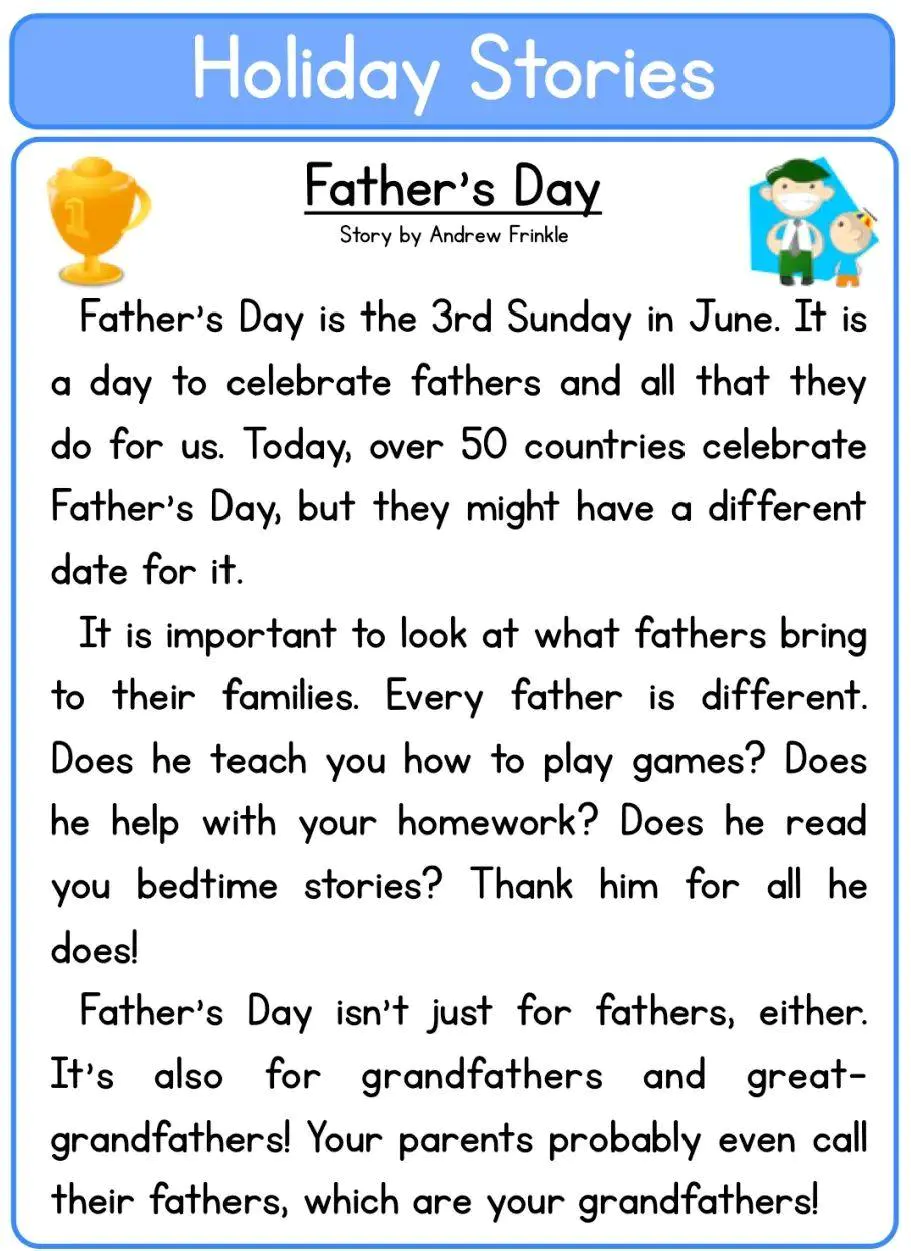 Holiday Stories
1
Father's Day
Story by Andrew Frinkle
Father's Day is the 3rd Sunday in June. It is
a day to celebrate fathers and all that they
do for us. Today, over 50 countries celebrate
Father's Day, but they might have a different
date for it.
It is important to look at what fathers bring
to their families. Every father is different.
Does he teach you how to play games? Does
he help with your homework? Does he read
you bedtime stories? Thank him for all he
does!
Father's Day isn't just for fathers, either.
It's also for grandfathers and great-
grandfathers! Your parents probably even call
their fathers, which are your grandfathers!